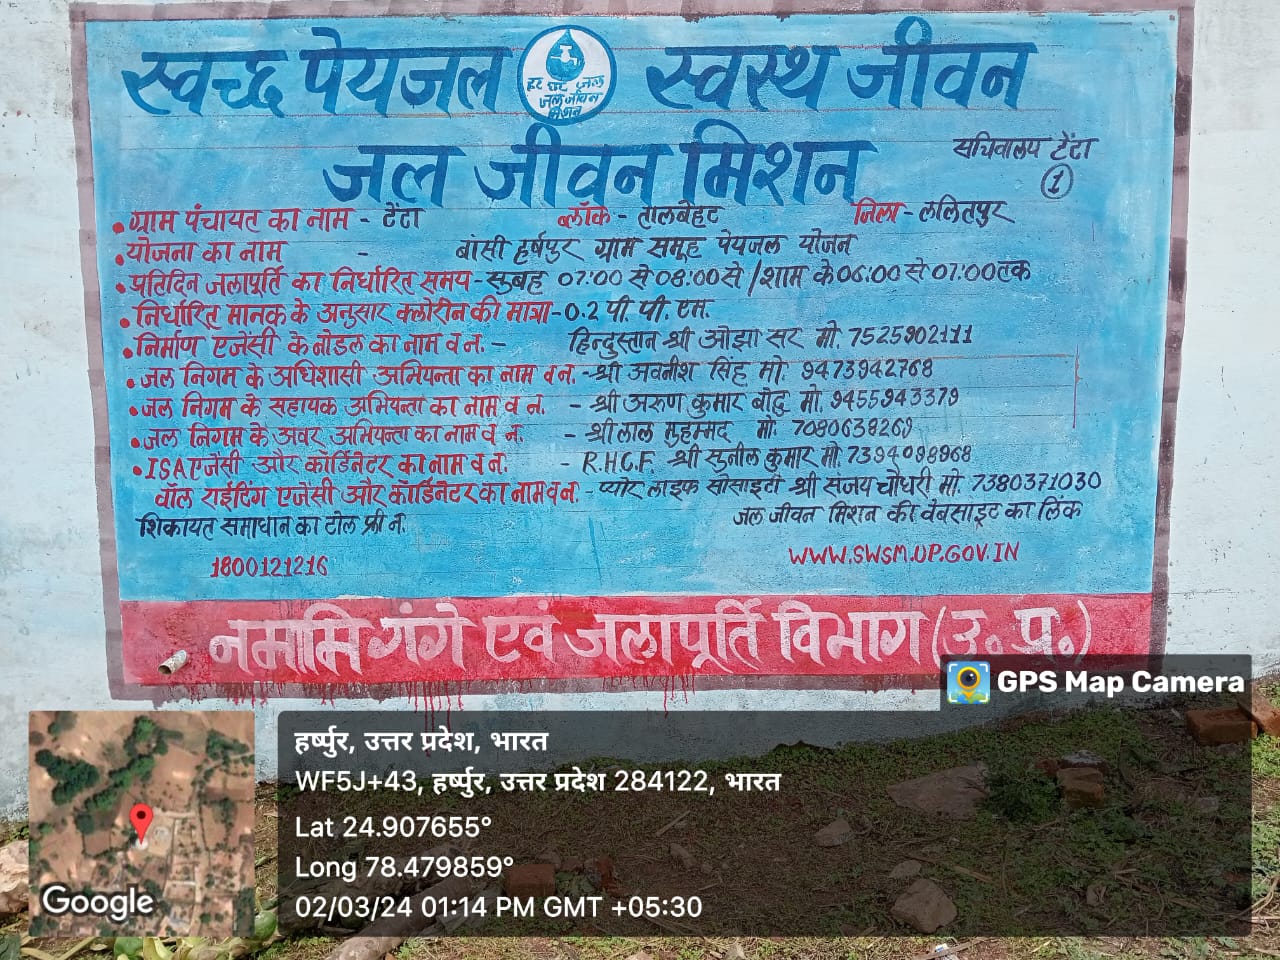 स्वच्छ पेयजल स्वस्थ जीवन
हर घर जल
जल जीवन
मिशन
जल जीवन मिशन
सचिवालय टेंटा
1
• ग्राम पंचायत का नाम - टेंटा ब्लॉक - तालबेहट जिला - ललितपुर
• योजना का नाम - बांसी हर्षपुर ग्राम समूह पेयजल योजन
• प्रतिदिन जलापूर्ति का निर्धारित समय - सुबह 07:00 से 08:00 से / शाम के 06:00 से 07:00 तक
• निर्धारित मानक के अनुसार क्लोरीन की मात्रा - 0.2 पी. पी. एम.
• निर्माण एजेंसी के नोडल का नाम व न. - हिन्दुस्तान श्री ओझा सर मो. 7525902111
• जल निगम के अधिशासी अभियन्ता का नाम व न. - श्री अवनीश सिंह मो. 9473942768
• जल निगम के सहायक अभियन्ता का नाम व न. - श्री अरुण कुमार बौद्ध मो. 9455943379
• जल निगम के अवर अभियन्ता का नाम व न. - श्री लाल मुहम्मद मो. 7080638269
• ISA एजेंसी और कॉर्डिनेटर का नाम व न. - R.H.C.F. श्री सुनील कुमार मो. 7394098968
वॉल राईटिंग एजेंसी और कॉर्डिनेटर का नाम व न. - प्योर लाइफ सोसाइटी श्री संजय चौधरी मो. 7380371030
शिकायत समाधान का टोल फ्री न. जल जीवन मिशन की वेबसाइट का लिंक
1800121216 WWW.SWSM.UP.GOV.IN
नमामि गंगे एवं जलापूर्ति विभाग (उ. प्र.)
GPS Map Camera
हर्ष्पुर, उत्तर प्रदेश, भारत
WF5J+43, हर्ष्पुर, उत्तर प्रदेश 284122, भारत
Lat 24.907655°
Long 78.479859°
02/03/24 01:14 PM GMT +05:30
Google